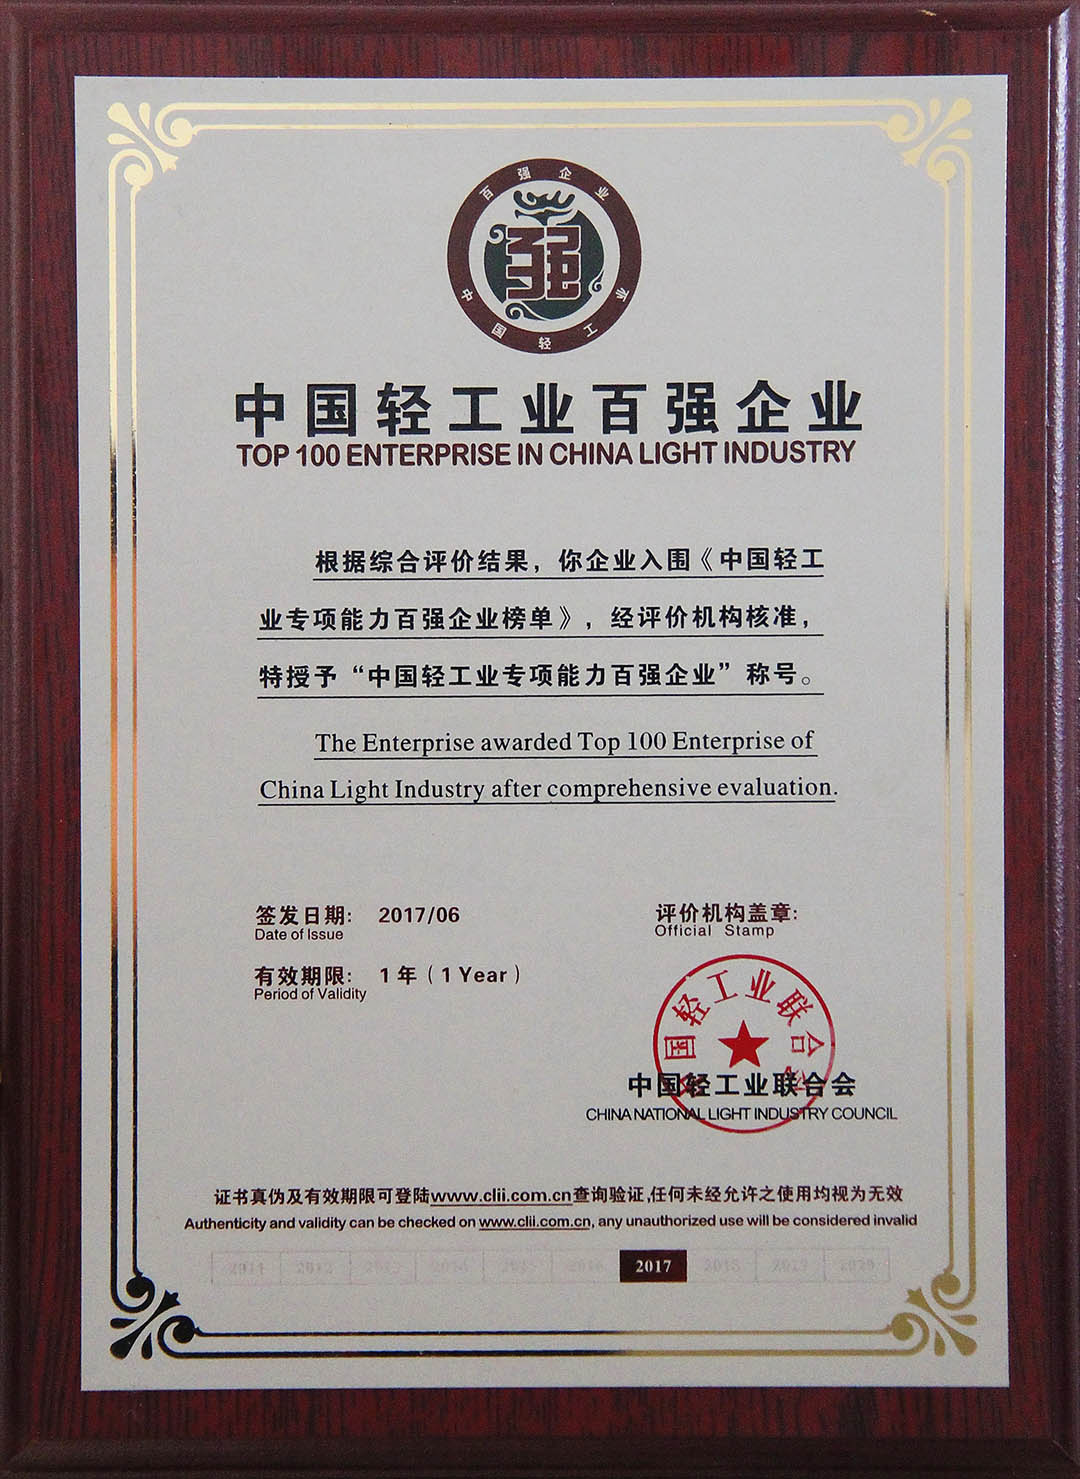 百强企业
强
中国轻工业
中国轻工业百强企业
TOP 100 ENTERPRISE IN CHINA LIGHT INDUSTRY
根据综合评价结果，你企业入围《中国轻工
业专项能力百强企业榜单》，经评价机构核准，
特授予“中国轻工业专项能力百强企业”称号。
The Enterprise awarded Top 100 Enterprise of
China Light Industry after comprehensive evaluation.
签发日期: 2017/06
Date of Issue
有效期限: 1 年 ( 1 Year )
Period of Validity
评价机构盖章:
Official Stamp
中国轻工业联合会
中国轻工业联合会
CHINA NATIONAL LIGHT INDUSTRY COUNCIL
证书真伪及有效期限可登陆www.clii.com.cn查询验证,任何未经允许之使用均视为无效
Authenticity and validity can be checked on www.clii.com.cn, any unauthorized use will be considered invalid
2011 2012 2013 2014 2015 2016 2017 2018 2019 2020